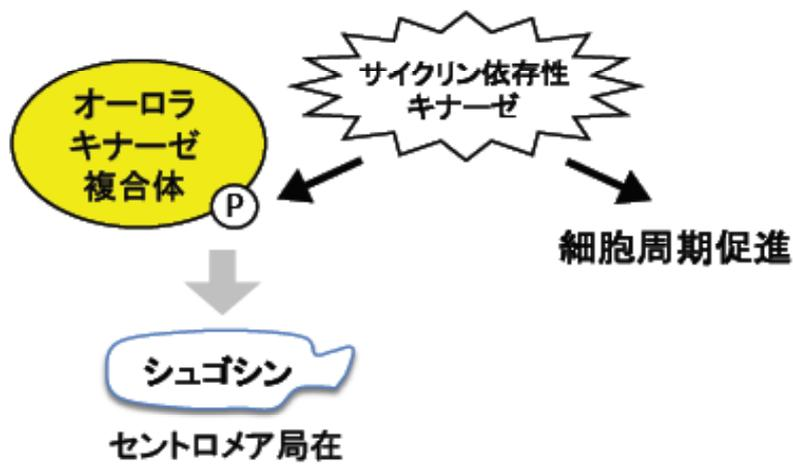 サイクリン依存性
キナーゼ
オーロラ
キナーゼ
複合体
P
細胞周期促進
シュゴシン
セントロメア局在